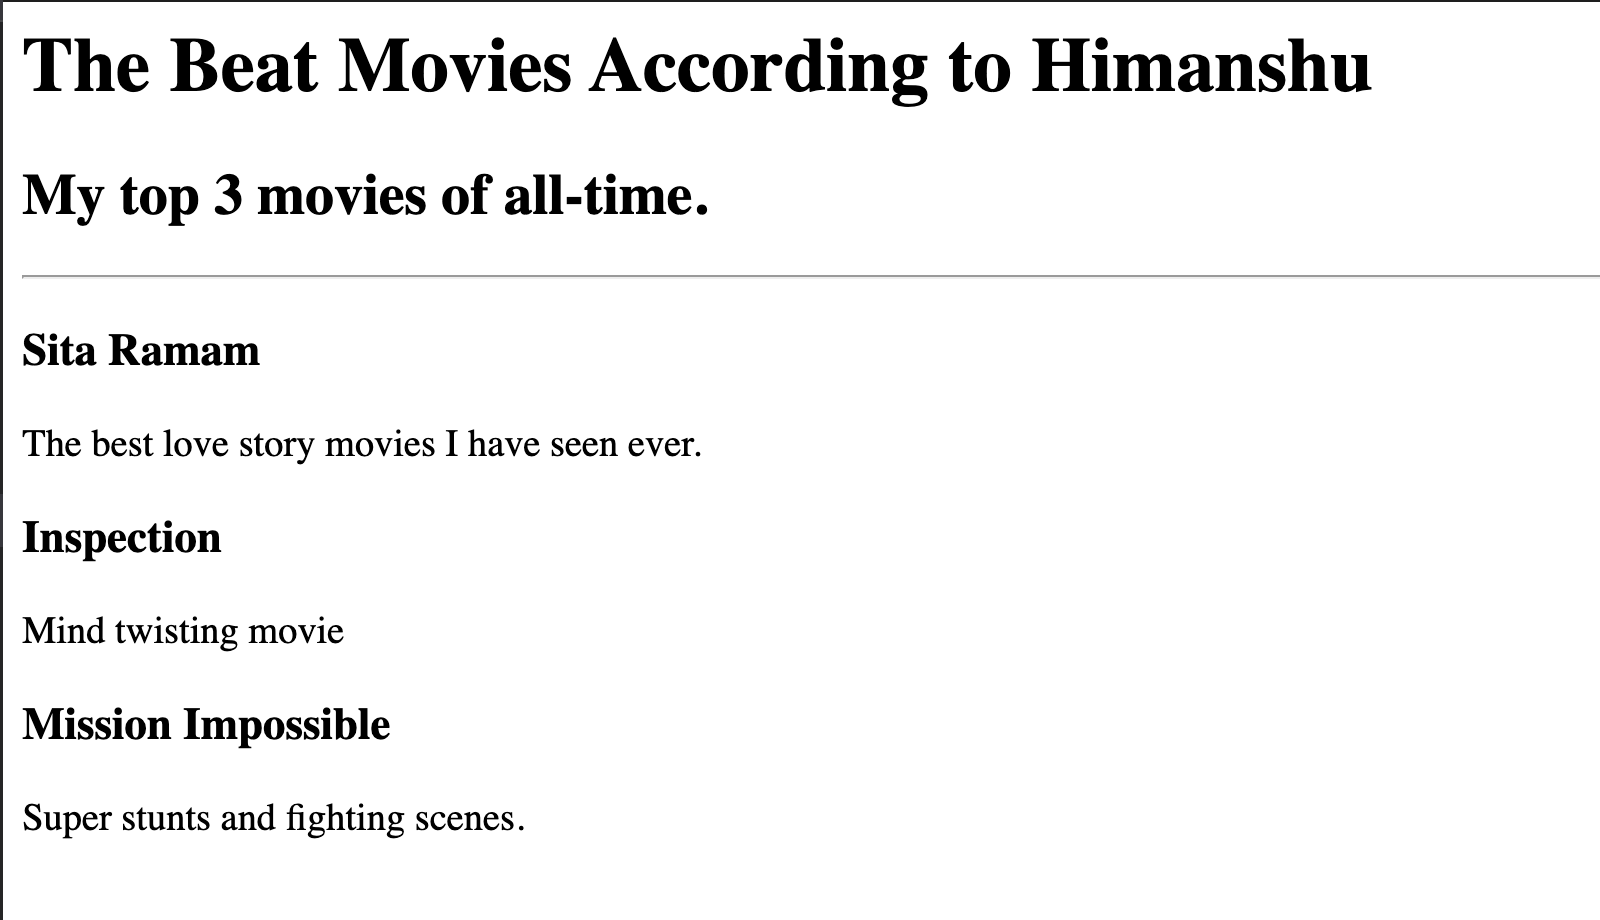 The Beat Movies According to Himanshu
My top 3 movies of all-time.
Sita Ramam
The best love story movies I have seen ever.
Inspection
Mind twisting movie
Mission Impossible
Super stunts and fighting scenes.